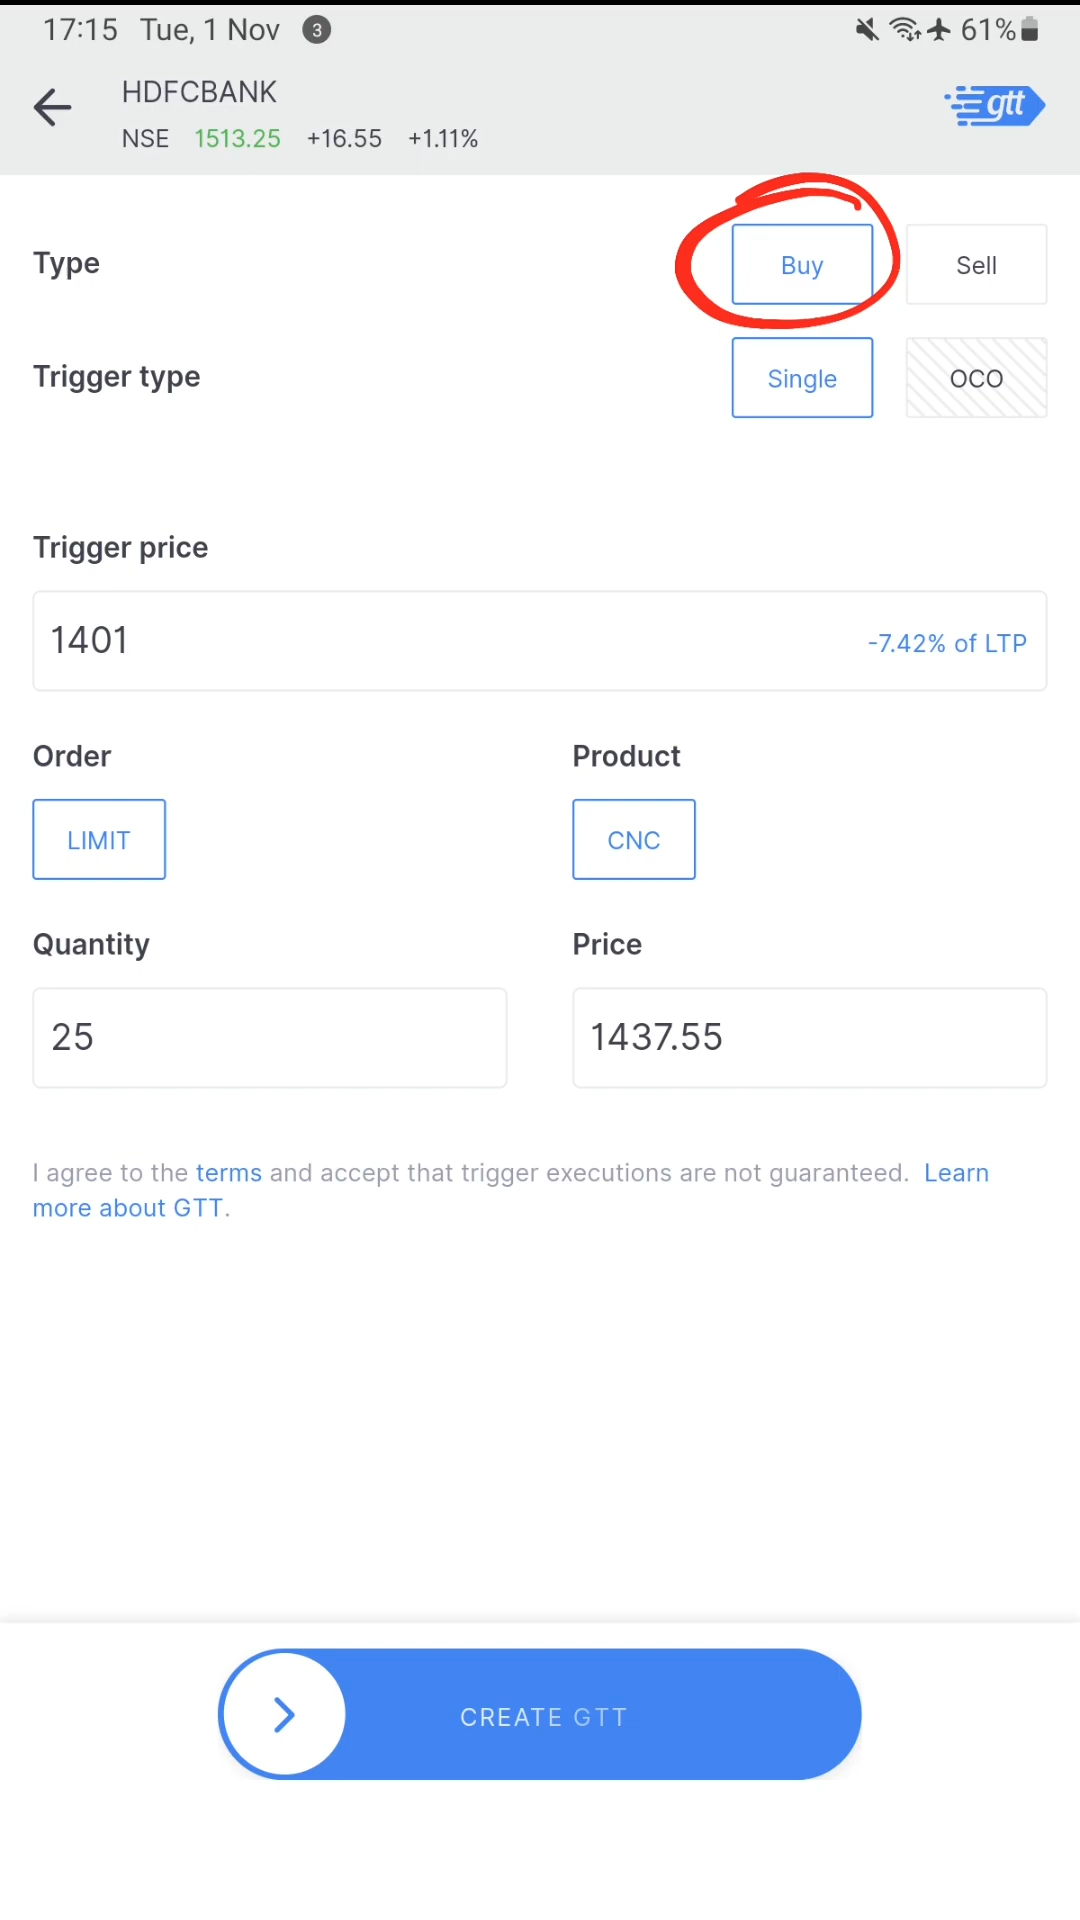 17:15 Tue, 1 Nov 3 61%
HDFCBANK
gtt
NSE 1513.25 +16.55 +1.11%
Type Buy Sell
Trigger type Single OCO
Trigger price
1401 -7.42% of LTP
Order Product
LIMIT CNC
Quantity Price
25 1437.55
I agree to the terms and accept that trigger executions are not guaranteed. Learn
more about GTT.
CREATE GTT